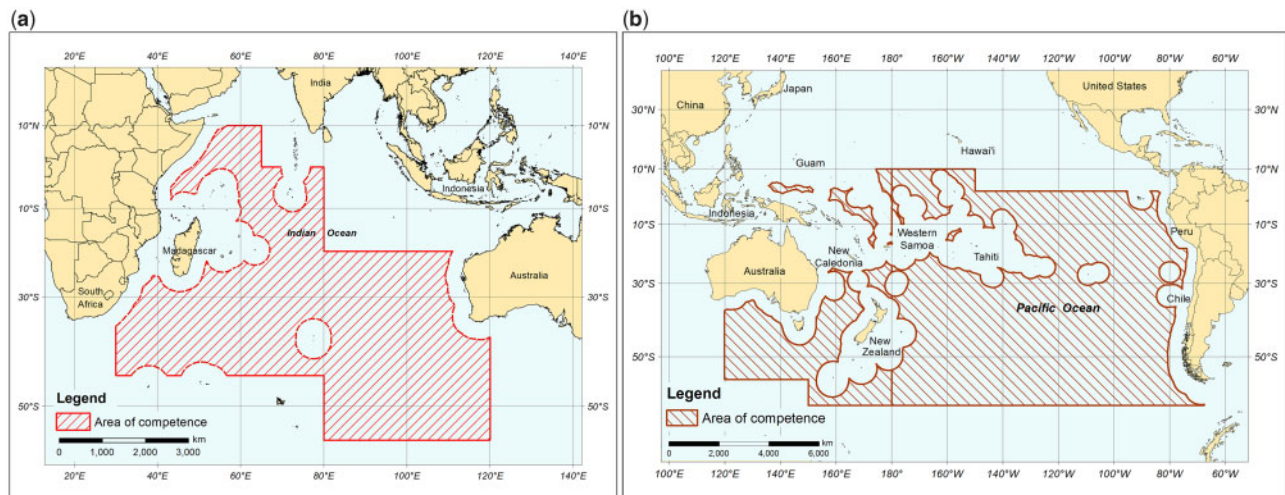 (a)
20°E 40°E 60°E 80°E 100°E 120°E 140°E
India
10°N 10°N
Indonesia
10°S 10°S
Indian Ocean
Madagascar
Australia
South
Africa
30°S 30°S
Legend
Area of competence
50°S 50°S
km
0 1,000 2,000 3,000
20°E 40°E 60°E 80°E 100°E 120°E 140°E
(b)
100°E 120°E 140°E 160°E 180° 160°W 140°W 120°W 100°W 80°W 60°W
United States
Japan
China
30°N 30°N
Hawai'i
Guam
10°N 10°N
Indonesia
10°S 10°S
Western
Samoa
Peru
New
Caledonia
Tahiti
Australia
30°S 30°S
Chile
Pacific Ocean
New
Zealand
50°S 50°S
Legend
Area of competence
km
0 2,000 4,000 6,000
100°E 120°E 140°E 160°E 180° 160°W 140°W 120°W 100°W 80°W 60°W